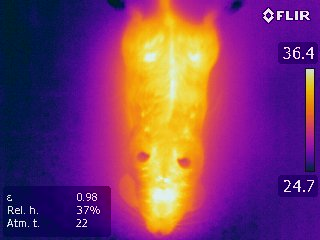 FLIR
36.4
24.7
ε 0.98
Rel. h. 37%
Atm. t. 22